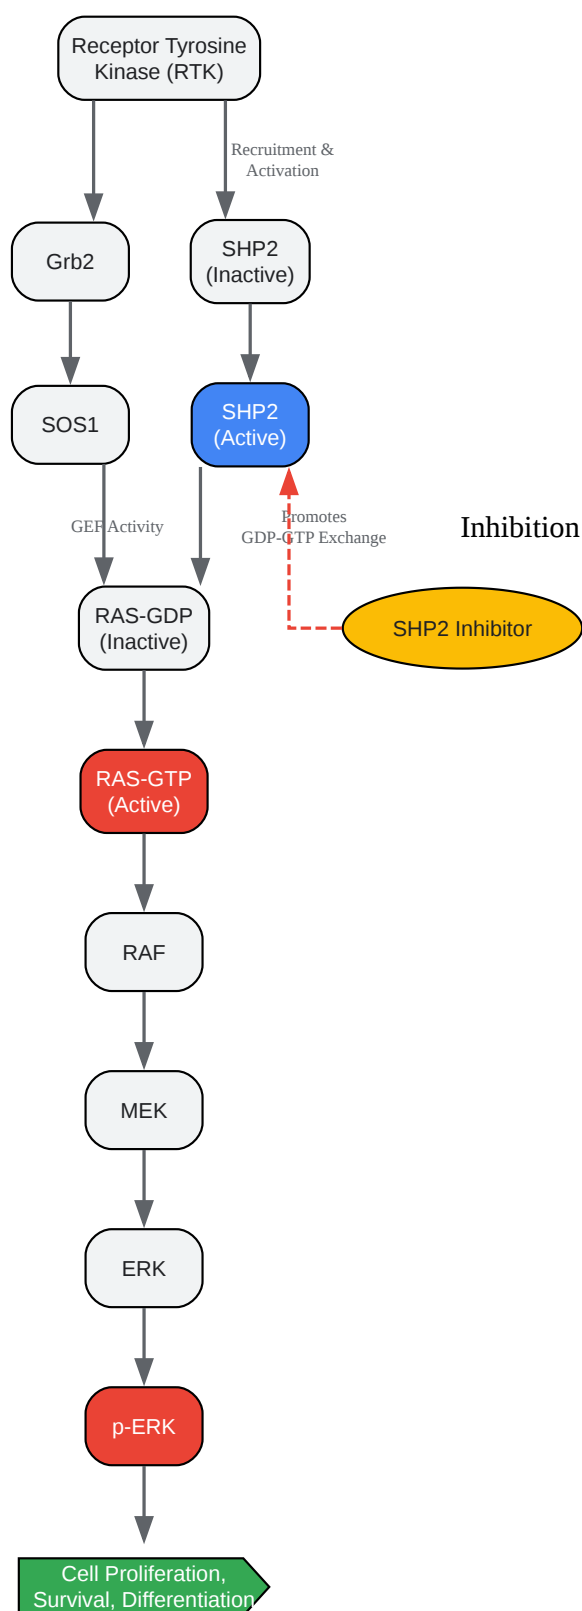 Receptor Tyrosine
Kinase (RTK)
Recruitment &
Activation
Grb2
SHP2
(Inactive)
SOS1
SHP2
(Active)
GEF Activity
Promotes
GDP-GTP Exchange
Inhibition
RAS-GDP
(Inactive)
SHP2 Inhibitor
RAS-GTP
(Active)
RAF
MEK
ERK
p-ERK
Cell Proliferation,
Survival, Differentiation